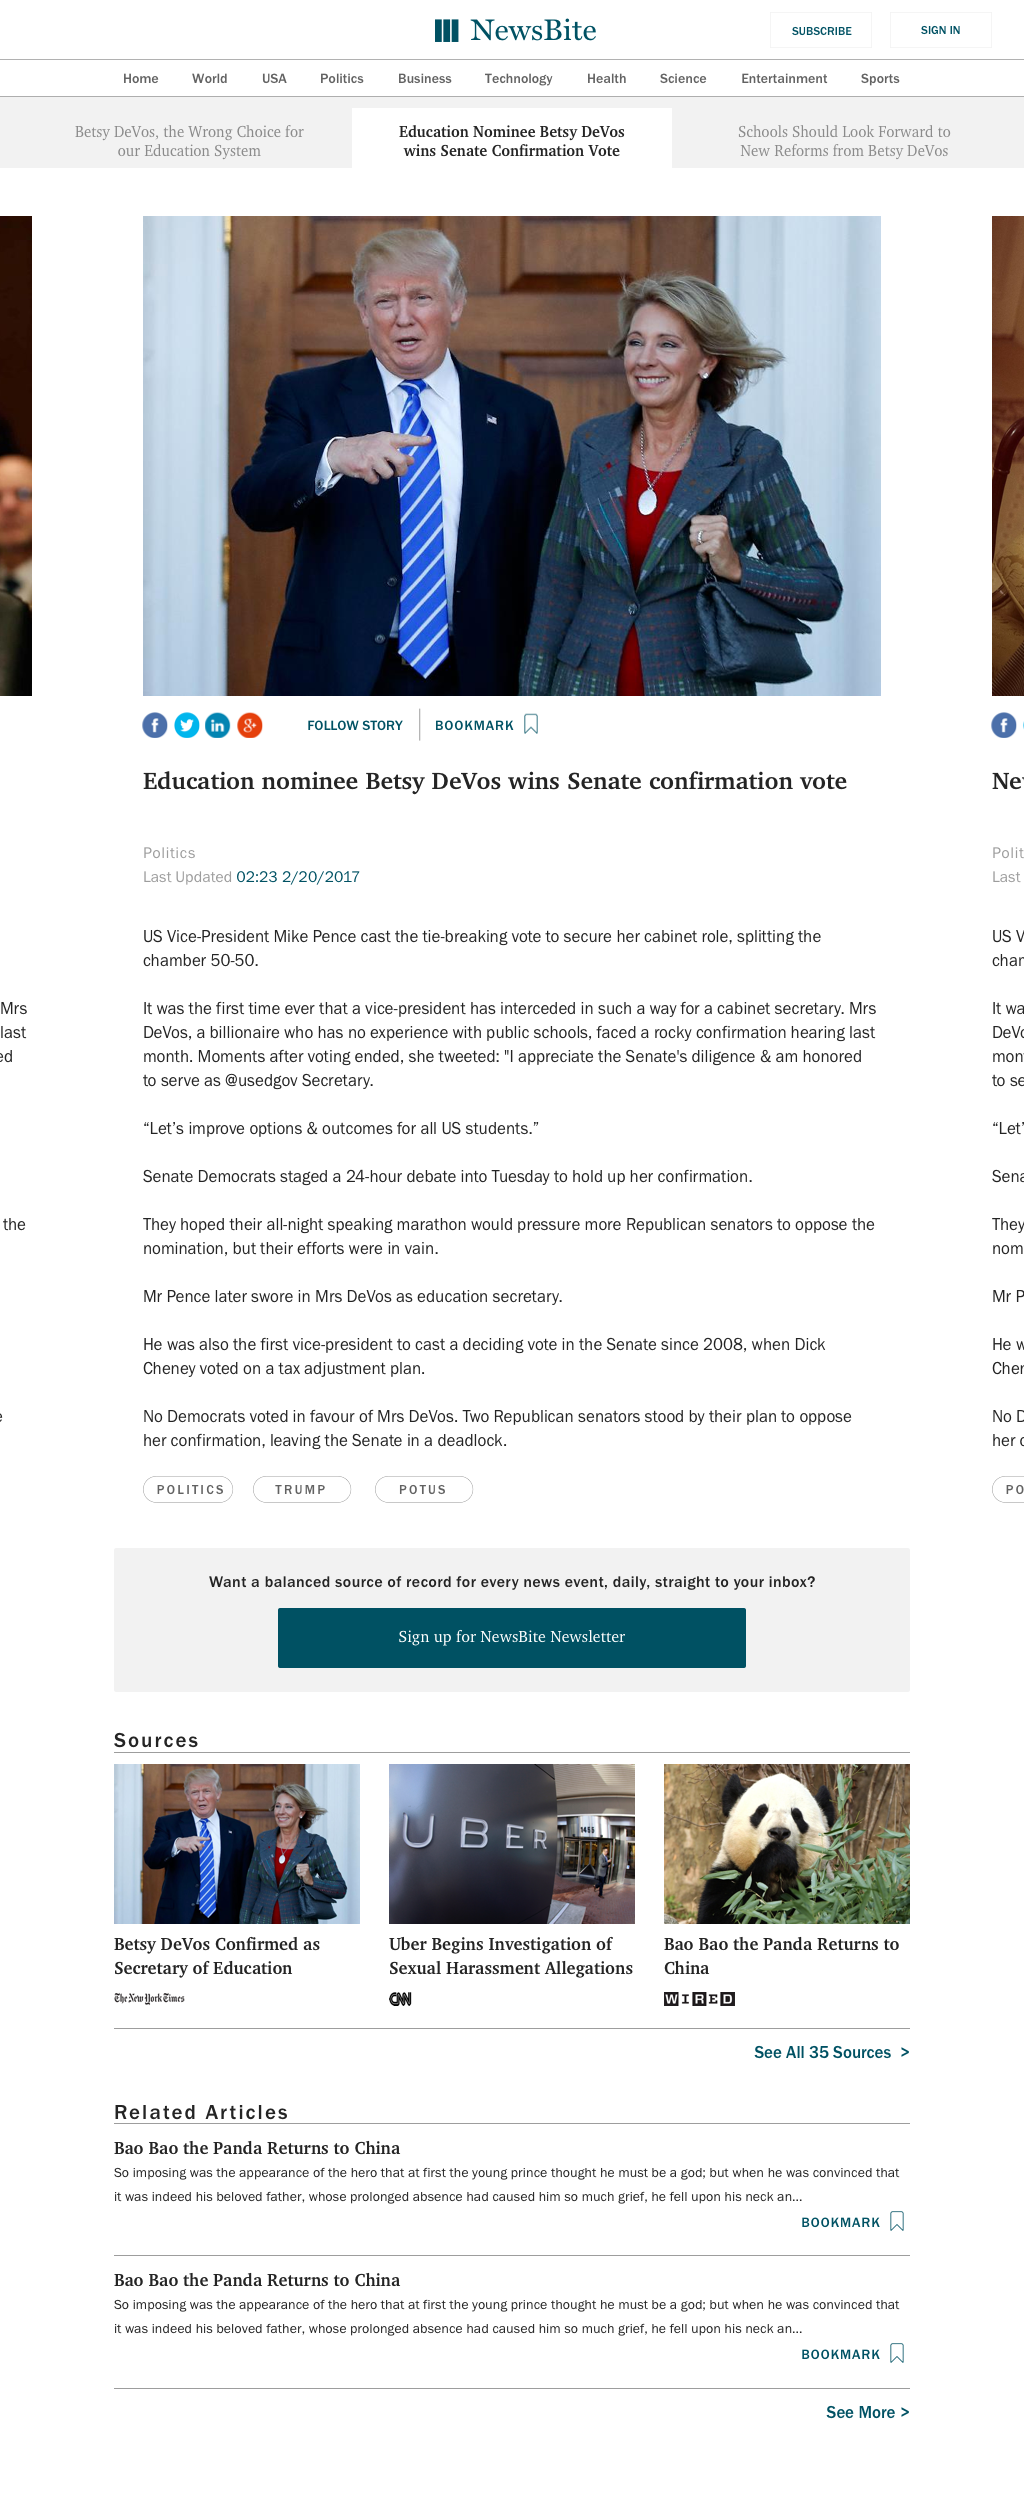 NewsBite
SUBSCRIBE
SIGN IN
Home World USA Politics Business Technology Health Science Entertainment Sports
Betsy DeVos, the Wrong Choice for
our Education System
Education Nominee Betsy DeVos
wins Senate Confirmation Vote
Schools Should Look Forward to
New Reforms from Betsy DeVos
FOLLOW STORY
BOOKMARK
Education nominee Betsy DeVos wins Senate confirmation vote
Politics
Last Updated 02:23 2/20/2017
US Vice-President Mike Pence cast the tie-breaking vote to secure her cabinet role, splitting the
chamber 50-50.
It was the first time ever that a vice-president has interceded in such a way for a cabinet secretary. Mrs
DeVos, a billionaire who has no experience with public schools, faced a rocky confirmation hearing last
month. Moments after voting ended, she tweeted: "I appreciate the Senate's diligence & am honored
to serve as @usedgov Secretary.
“Let’s improve options & outcomes for all US students.”
Senate Democrats staged a 24-hour debate into Tuesday to hold up her confirmation.
They hoped their all-night speaking marathon would pressure more Republican senators to oppose the
nomination, but their efforts were in vain.
Mr Pence later swore in Mrs DeVos as education secretary.
He was also the first vice-president to cast a deciding vote in the Senate since 2008, when Dick
Cheney voted on a tax adjustment plan.
No Democrats voted in favour of Mrs DeVos. Two Republican senators stood by their plan to oppose
her confirmation, leaving the Senate in a deadlock.
POLITICS TRUMP POTUS
Want a balanced source of record for every news event, daily, straight to your inbox?
Sign up for NewsBite Newsletter
Sources
UBER
1455
Betsy DeVos Confirmed as
Secretary of Education
The New York Times
Uber Begins Investigation of
Sexual Harassment Allegations
CNN
Bao Bao the Panda Returns to
China
WIRED
See All 35 Sources >
Related Articles
Bao Bao the Panda Returns to China
So imposing was the appearance of the hero that at first the young prince thought he must be a god; but when he was convinced that
it was indeed his beloved father, whose prolonged absence had caused him so much grief, he fell upon his neck an...
BOOKMARK
Bao Bao the Panda Returns to China
So imposing was the appearance of the hero that at first the young prince thought he must be a god; but when he was convinced that
it was indeed his beloved father, whose prolonged absence had caused him so much grief, he fell upon his neck an...
BOOKMARK
See More >